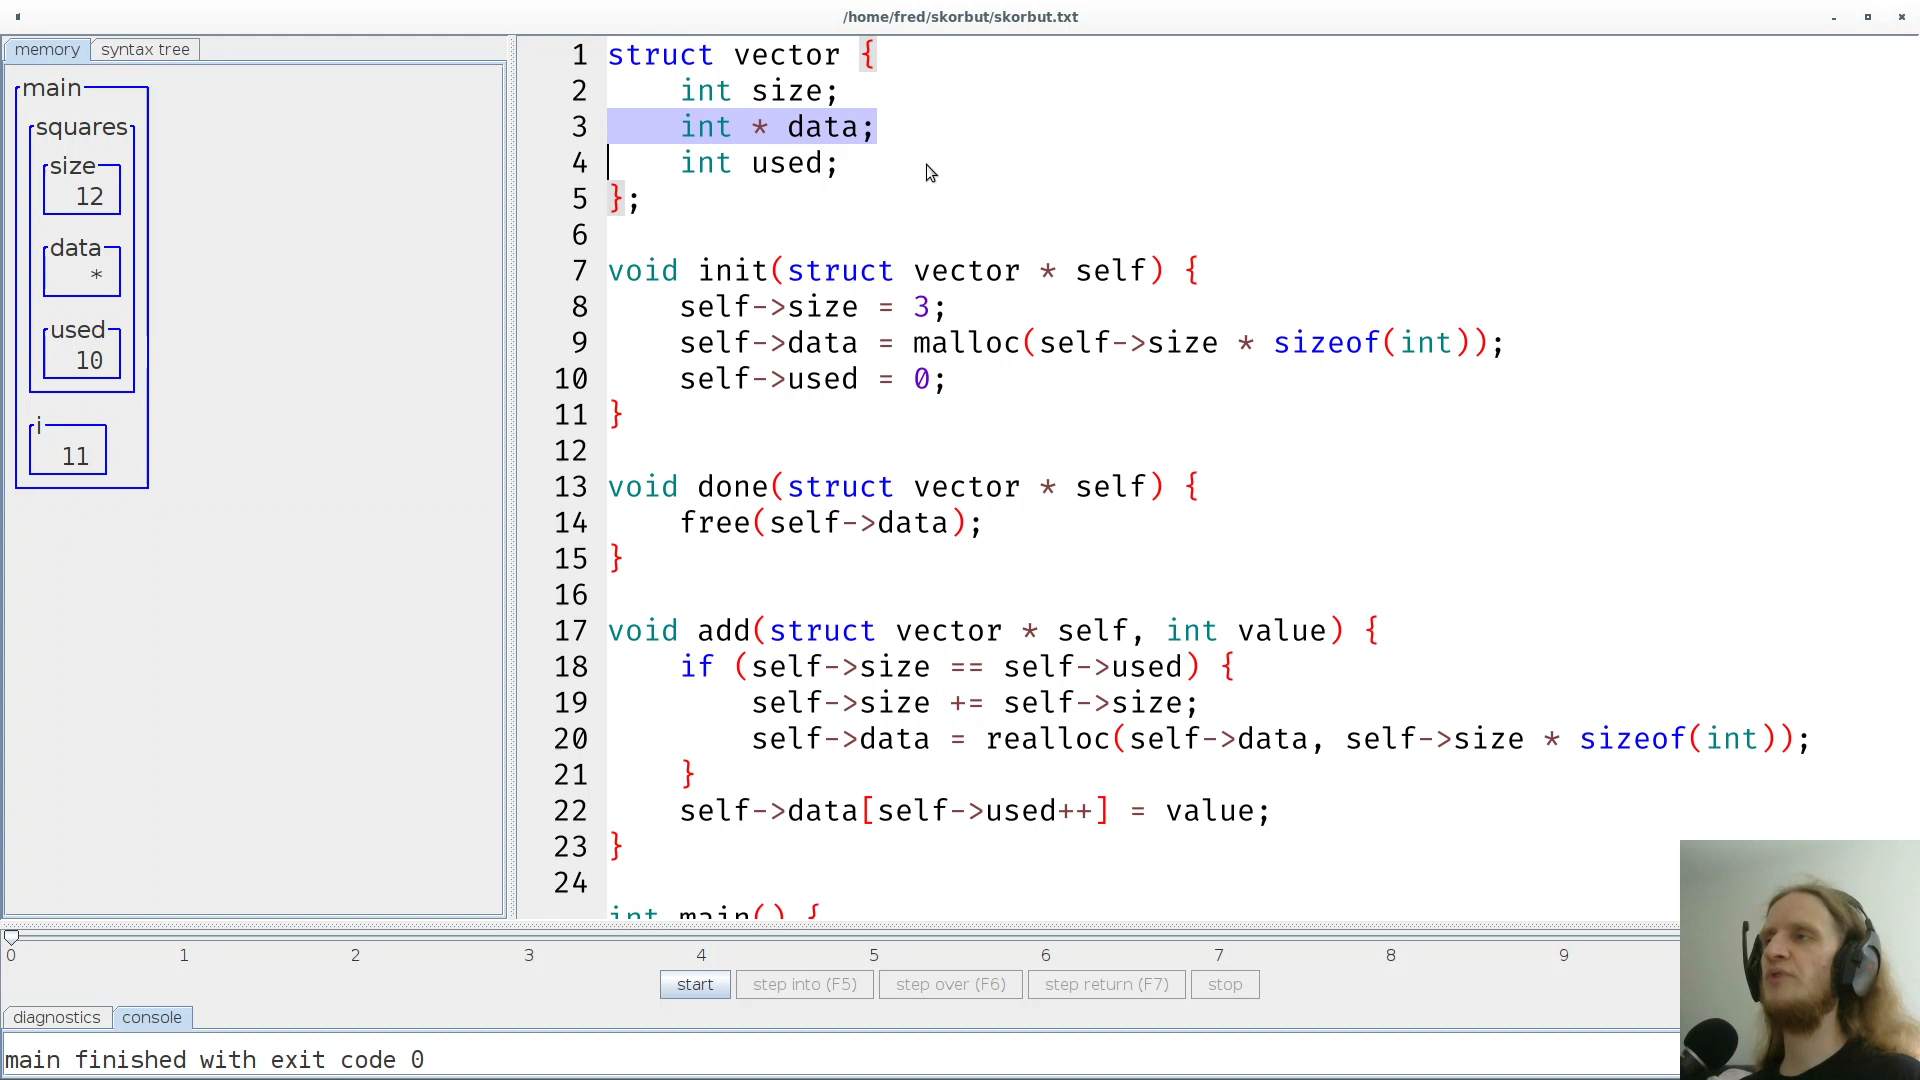 /home/fred/skorbut/skorbut.txt
memory
syntax tree
main
squares
size
12
data
*
used
10
i
11
1 struct vector {
2     int size;
3     int * data;
4     int used;
5 };
6
7 void init(struct vector * self) {
8     self->size = 3;
9     self->data = malloc(self->size * sizeof(int));
10     self->used = 0;
11 }
12
13 void done(struct vector * self) {
14     free(self->data);
15 }
16
17 void add(struct vector * self, int value) {
18     if (self->size == self->used) {
19         self->size += self->size;
20         self->data = realloc(self->data, self->size * sizeof(int));
21     }
22     self->data[self->used++] = value;
23 }
24
int main() {
0 1 2 3 4 5 6 7 8 9
start
step into (F5)
step over (F6)
step return (F7)
stop
diagnostics
console
main finished with exit code 0